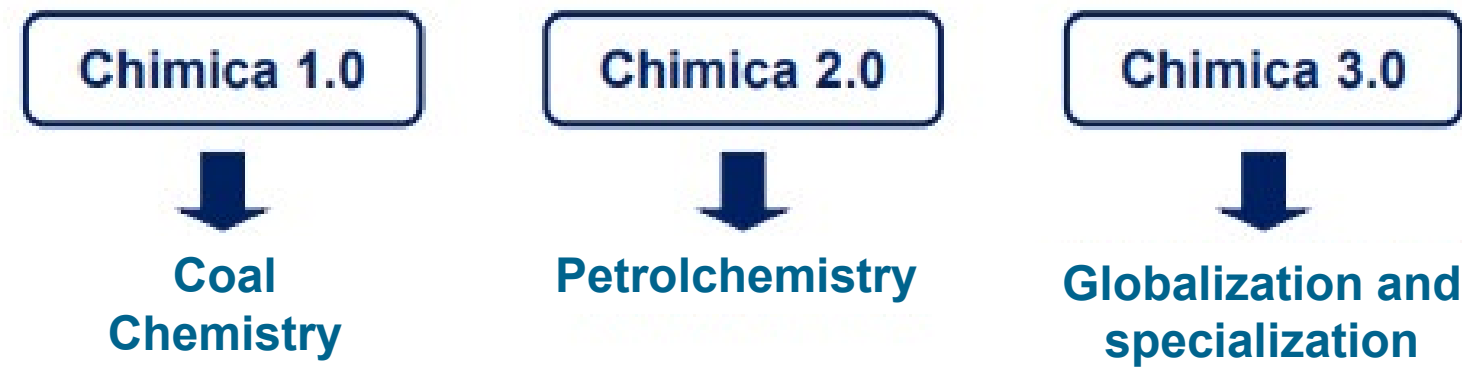 Chimica 1.0
Coal
Chemistry
Chimica 2.0
Petrolchemistry
Chimica 3.0
Globalization and
specialization